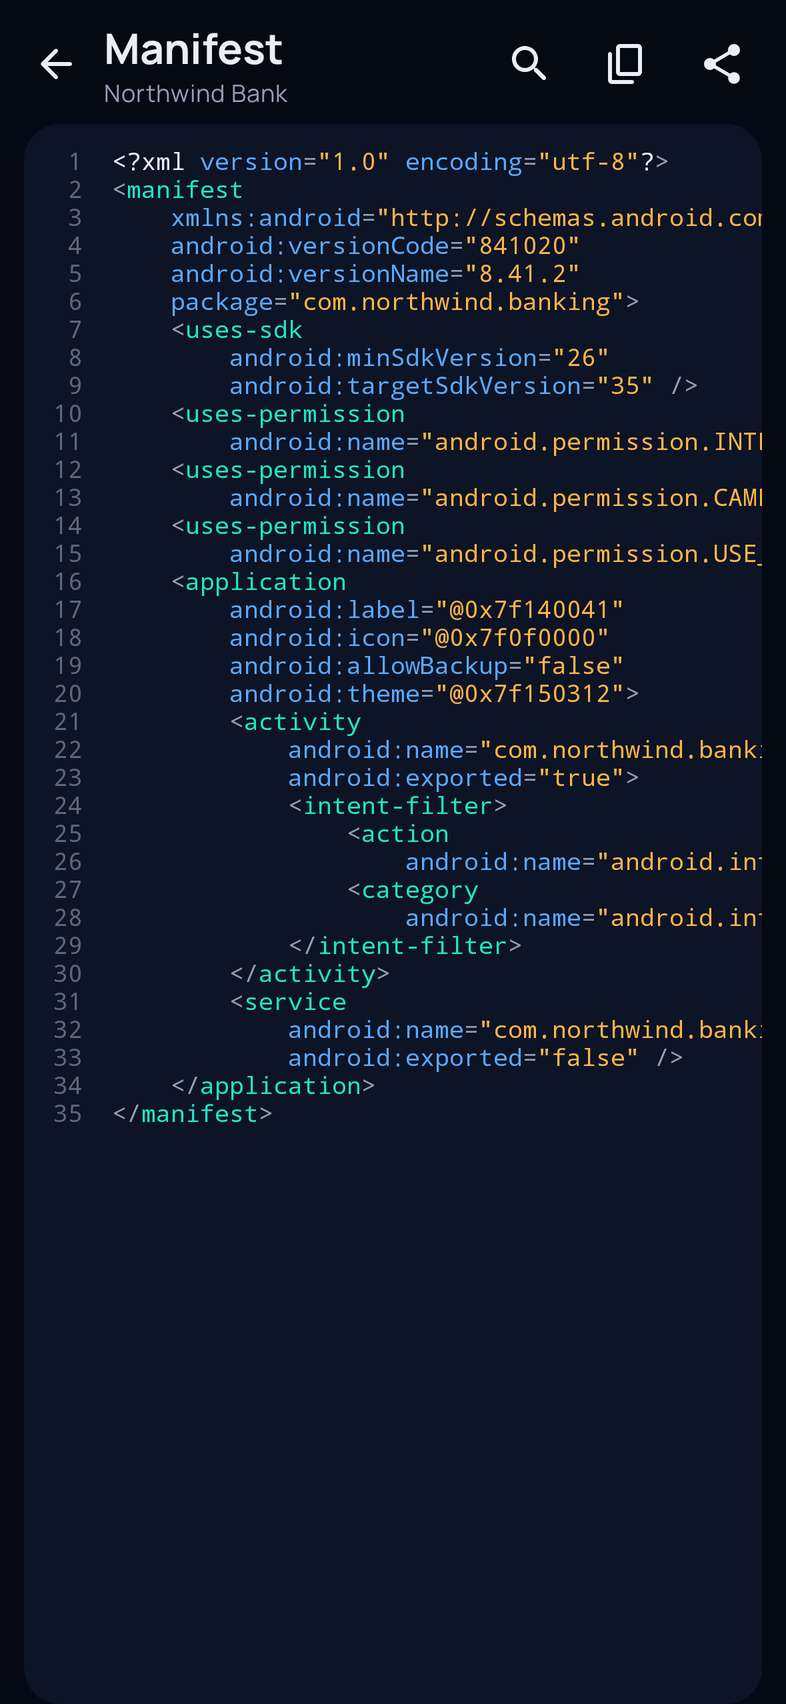 Manifest
Northwind Bank
1 <?xml version="1.0" encoding="utf-8"?>
2 <manifest
3 xmlns:android="http://schemas.android.com
4 android:versionCode="841020"
5 android:versionName="8.41.2"
6 package="com.northwind.banking">
7 <uses-sdk
8 android:minSdkVersion="26"
9 android:targetSdkVersion="35" />
10 <uses-permission
11 android:name="android.permission.INT
12 <uses-permission
13 android:name="android.permission.CAM
14 <uses-permission
15 android:name="android.permission.USE_
16 <application
17 android:label="@0x7f140041"
18 android:icon="@0x7f0f0000"
19 android:allowBackup="false"
20 android:theme="@0x7f150312">
21 <activity
22 android:name="com.northwind.bank
23 android:exported="true">
24 <intent-filter>
25 <action
26 android:name="android.in
27 <category
28 android:name="android.in
29 </intent-filter>
30 </activity>
31 <service
32 android:name="com.northwind.bank
33 android:exported="false" />
34 </application>
35 </manifest>